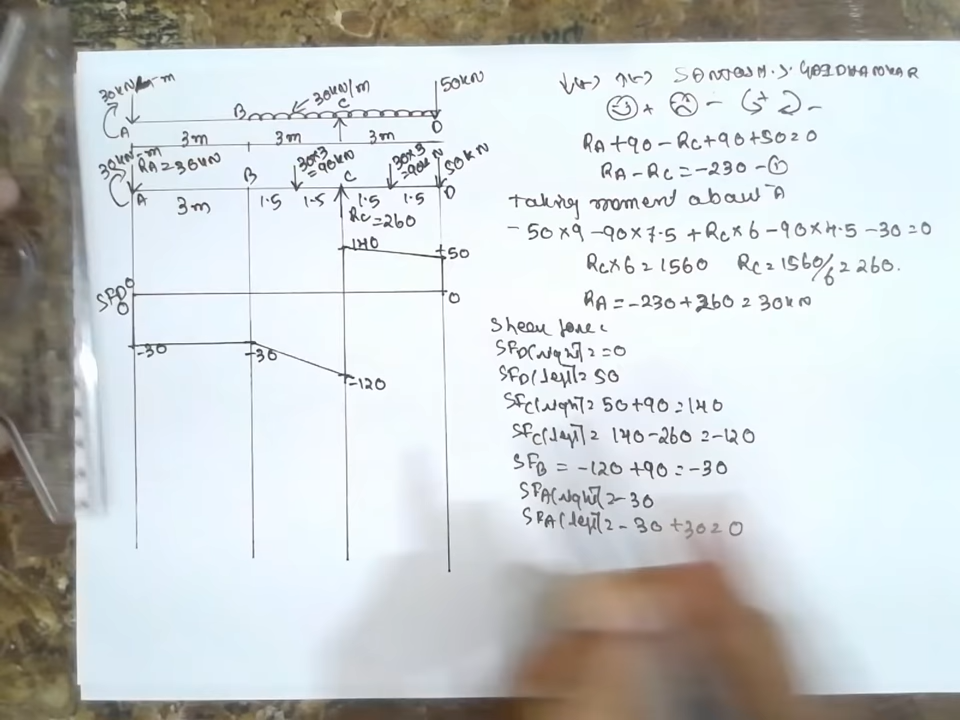 30kN-m
50kN
B
30kN/m
C
A
D
3m
3m
3m
30kN-m
RA=30kN
B
30×3
=90kN
C
30×3
=90kN
50kN
A
3m
1.5
1.5
1.5
1.5
D
RC=260
140
+50
SFD
0
0
0
-30
-30
-120
↓(+) ↑(-) SANTOSH.J.GAIDHANKAR
+ - + -
RA+90-RC+90+50=0
RA-RC=-230-①
taking moment about A
-50×9-90×7.5+RC×6-90×4.5-30=0
RC×6=1560 RC=1560/6=260.
RA=-230+260=30kN
Shear force:
SFD(right)==0
SFD(left)=50
SFC(right)=50+90=140
SFC(left)=140-260=-120
SFB=-120+90=-30
SFA(right)=-30
SFA(left)=-30+30=0